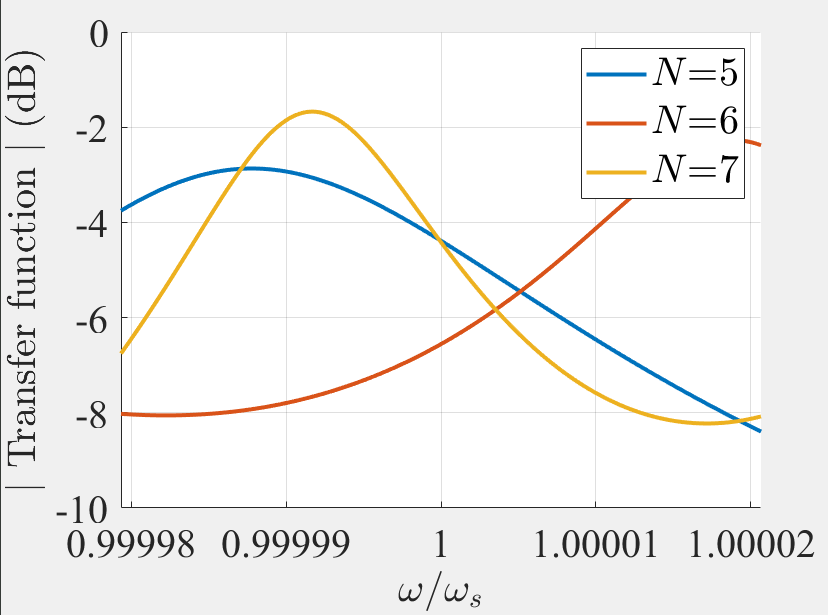 | Transfer function | (dB)
0
-2
-4
-6
-8
-10
N=5
N=6
N=7
0.99998 0.99999 1 1.00001 1.00002
ω/ωₛ